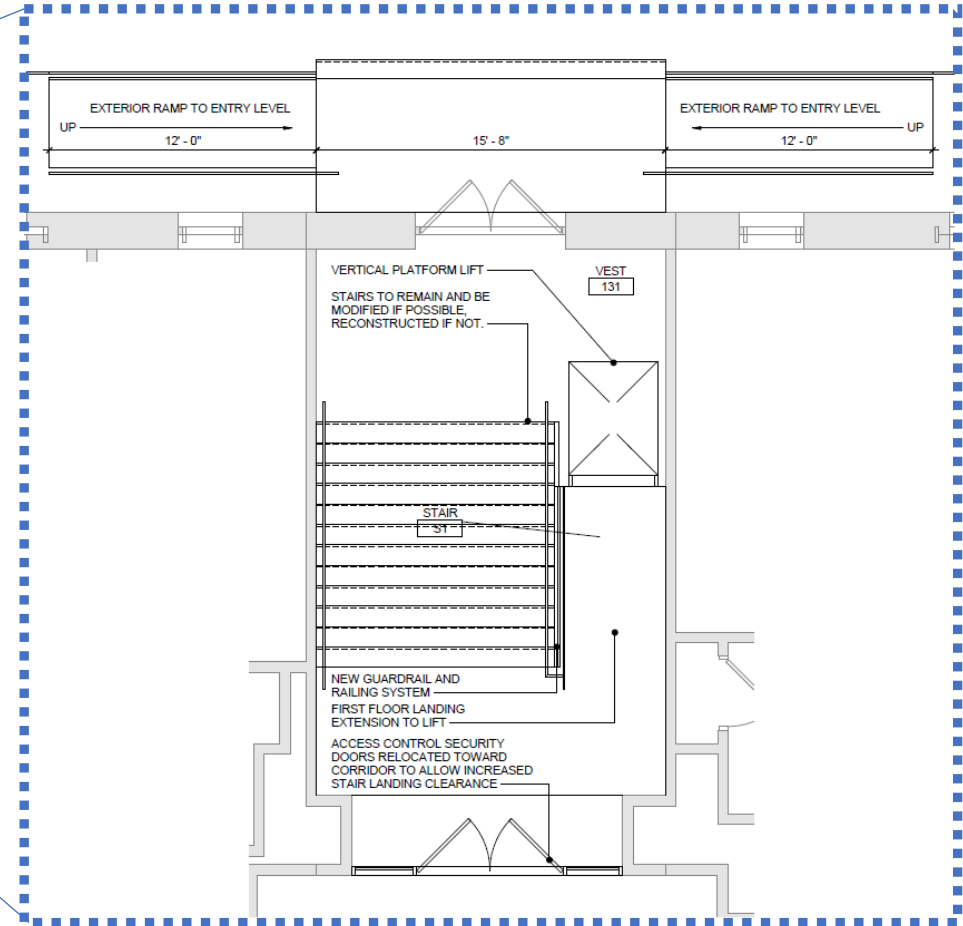 EXTERIOR RAMP TO ENTRY LEVEL
UP
12' - 0"
15' - 8"
EXTERIOR RAMP TO ENTRY LEVEL
UP
12' - 0"
VERTICAL PLATFORM LIFT
VEST
131
STAIRS TO REMAIN AND BE
MODIFIED IF POSSIBLE,
RECONSTRUCTED IF NOT.
STAIR
S1
NEW GUARDRAIL AND
RAILING SYSTEM
FIRST FLOOR LANDING
EXTENSION TO LIFT
ACCESS CONTROL SECURITY
DOORS RELOCATED TOWARD
CORRIDOR TO ALLOW INCREASED
STAIR LANDING CLEARANCE